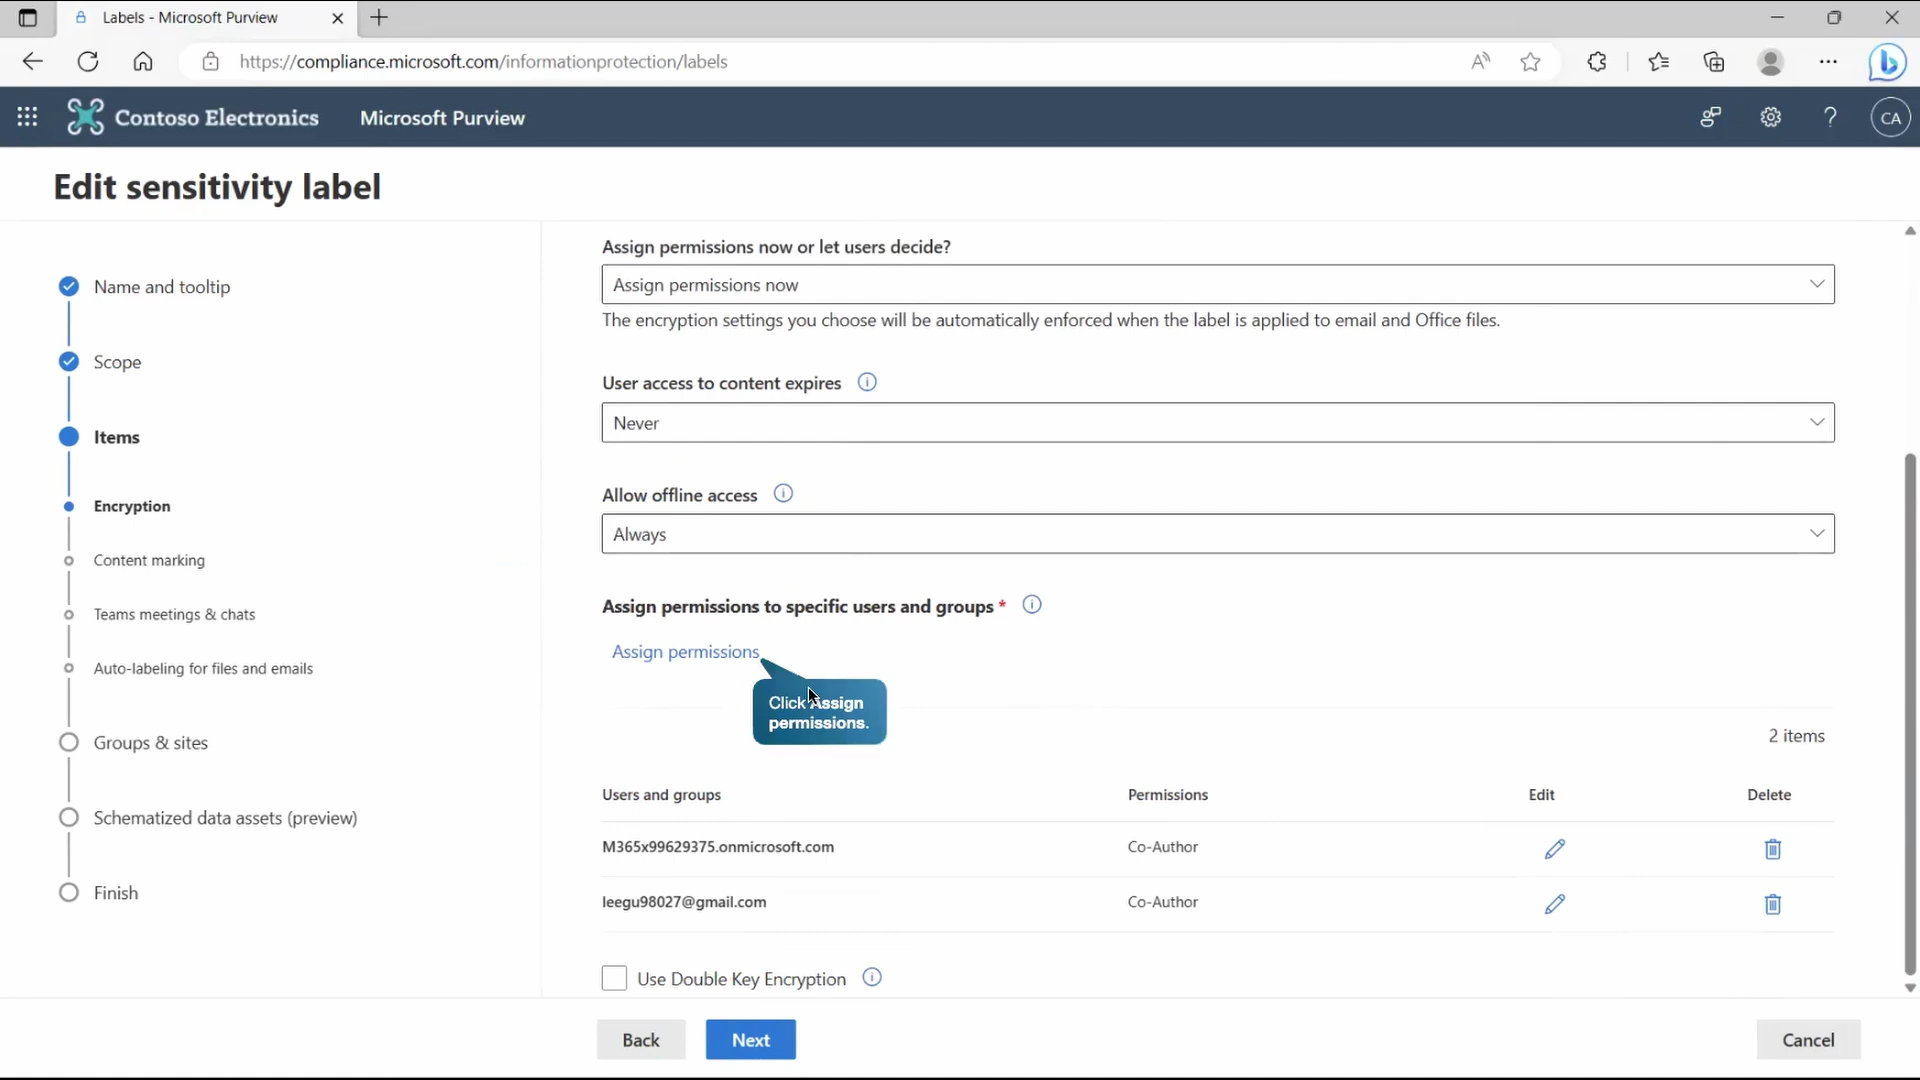 Labels - Microsoft Purview
https://compliance.microsoft.com/informationprotection/labels
Contoso Electronics
Microsoft Purview
CA
Edit sensitivity label
Name and tooltip
Scope
Items
Encryption
Content marking
Teams meetings & chats
Auto-labeling for files and emails
Groups & sites
Schematized data assets (preview)
Finish
Assign permissions now or let users decide?
Assign permissions now
The encryption settings you choose will be automatically enforced when the label is applied to email and Office files.
User access to content expires
Never
Allow offline access
Always
Assign permissions to specific users and groups *
Assign permissions
Click Assign
permissions.
2 items
Users and groups Permissions Edit Delete
M365x99629375.onmicrosoft.com Co-Author
leegu98027@gmail.com Co-Author
Use Double Key Encryption
Back Next Cancel